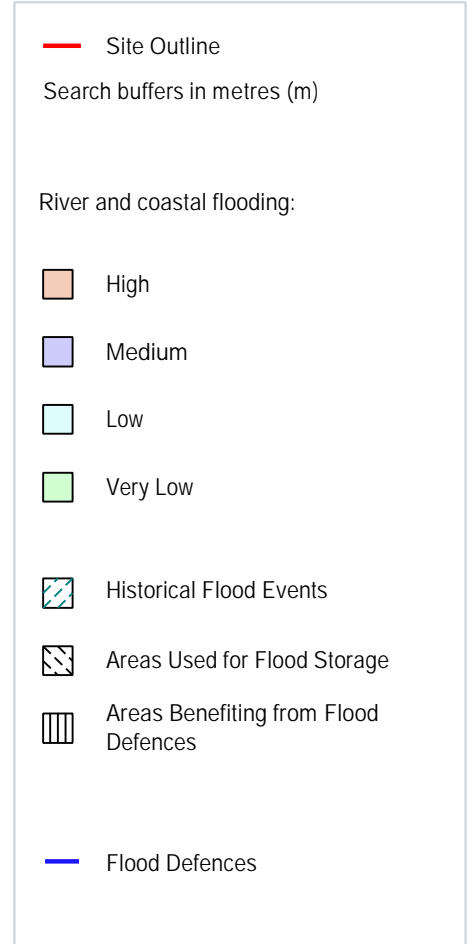 Site Outline
Search buffers in metres (m)
River and coastal flooding:
High
Medium
Low
Very Low
Historical Flood Events
Areas Used for Flood Storage
Areas Benefiting from Flood
Defences
Flood Defences